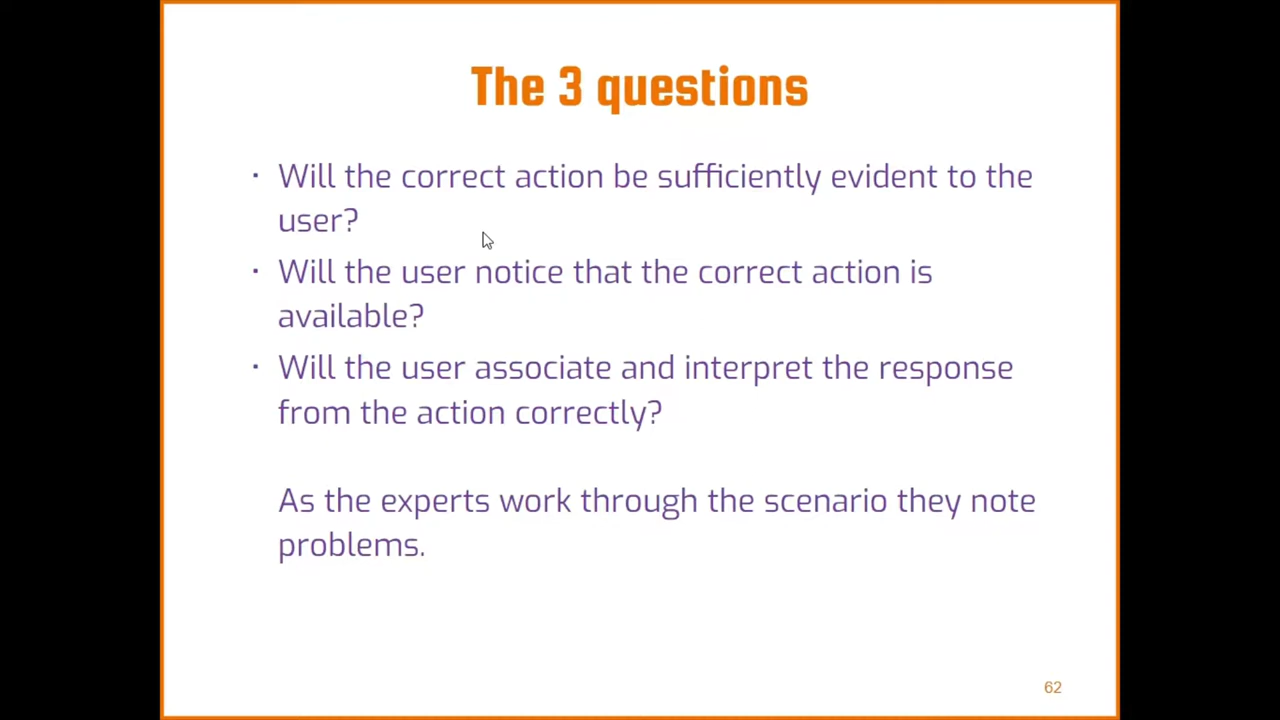 The 3 questions
· Will the correct action be sufficiently evident to the
user?
· Will the user notice that the correct action is
available?
· Will the user associate and interpret the response
from the action correctly?
As the experts work through the scenario they note
problems.
62